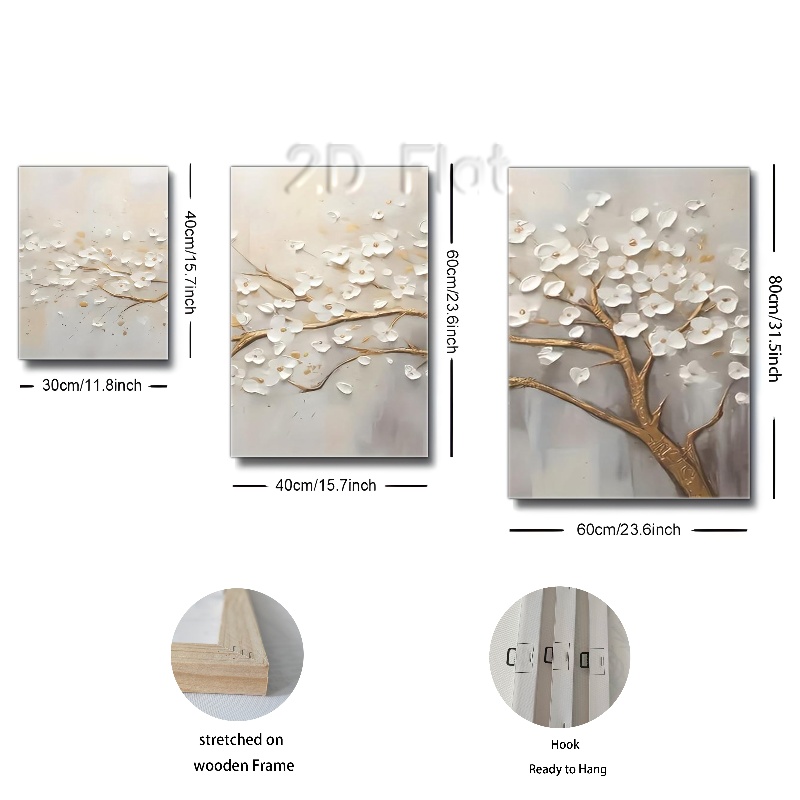 2D Flat
40cm/15.7inch
30cm/11.8inch
60cm/23.6inch
40cm/15.7inch
80cm/31.5inch
60cm/23.6inch
stretched on
wooden Frame
Hook
Ready to Hang